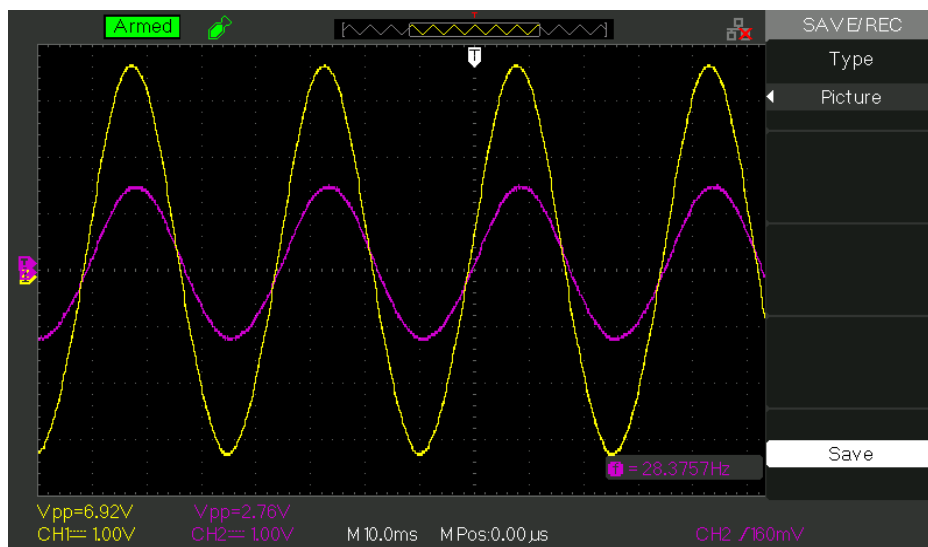 Armed
T
SAVE/REC
Type
Picture
Save
f = 28.3757Hz
Vpp=6.92V Vpp=2.76V
CH1 1.00V CH2 1.00V M 10.0ms M Pos:0.00µs CH2 /160mV